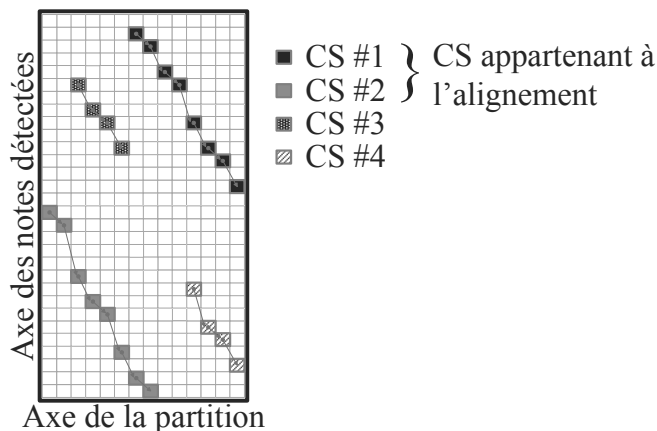 Axe des notes détectées
CS #1
CS #2
CS #3
CS #4
CS appartenant à
l'alignement
Axe de la partition